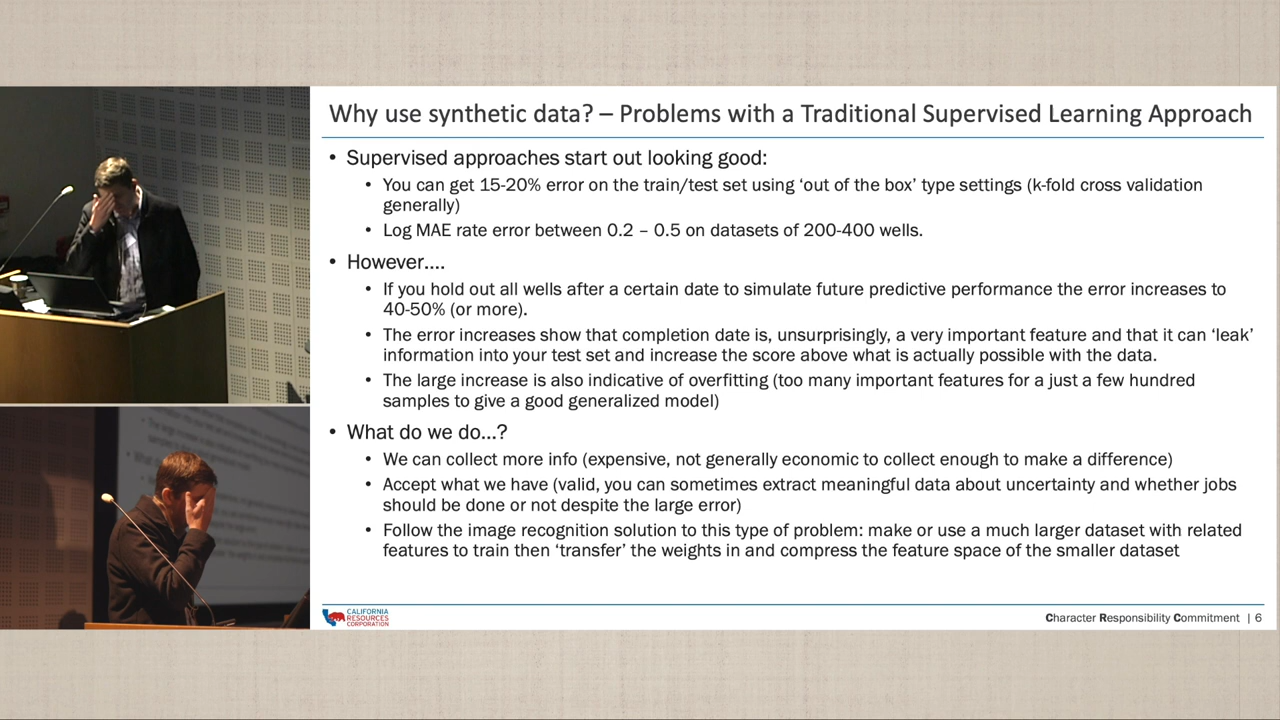 Why use synthetic data? – Problems with a Traditional Supervised Learning Approach
• Supervised approaches start out looking good:
• You can get 15-20% error on the train/test set using ‘out of the box’ type settings (k-fold cross validation
generally)
• Log MAE rate error between 0.2 – 0.5 on datasets of 200-400 wells.
• However....
• If you hold out all wells after a certain date to simulate future predictive performance the error increases to
40-50% (or more).
• The error increases show that completion date is, unsurprisingly, a very important feature and that it can ‘leak’
information into your test set and increase the score above what is actually possible with the data.
• The large increase is also indicative of overfitting (too many important features for a just a few hundred
samples to give a good generalized model)
• What do we do...?
• We can collect more info (expensive, not generally economic to collect enough to make a difference)
• Accept what we have (valid, you can sometimes extract meaningful data about uncertainty and whether jobs
should be done or not despite the large error)
• Follow the image recognition solution to this type of problem: make or use a much larger dataset with related
features to train then ‘transfer’ the weights in and compress the feature space of the smaller dataset
CALIFORNIA
RESOURCES
CORPORATION
Character Responsibility Commitment | 6